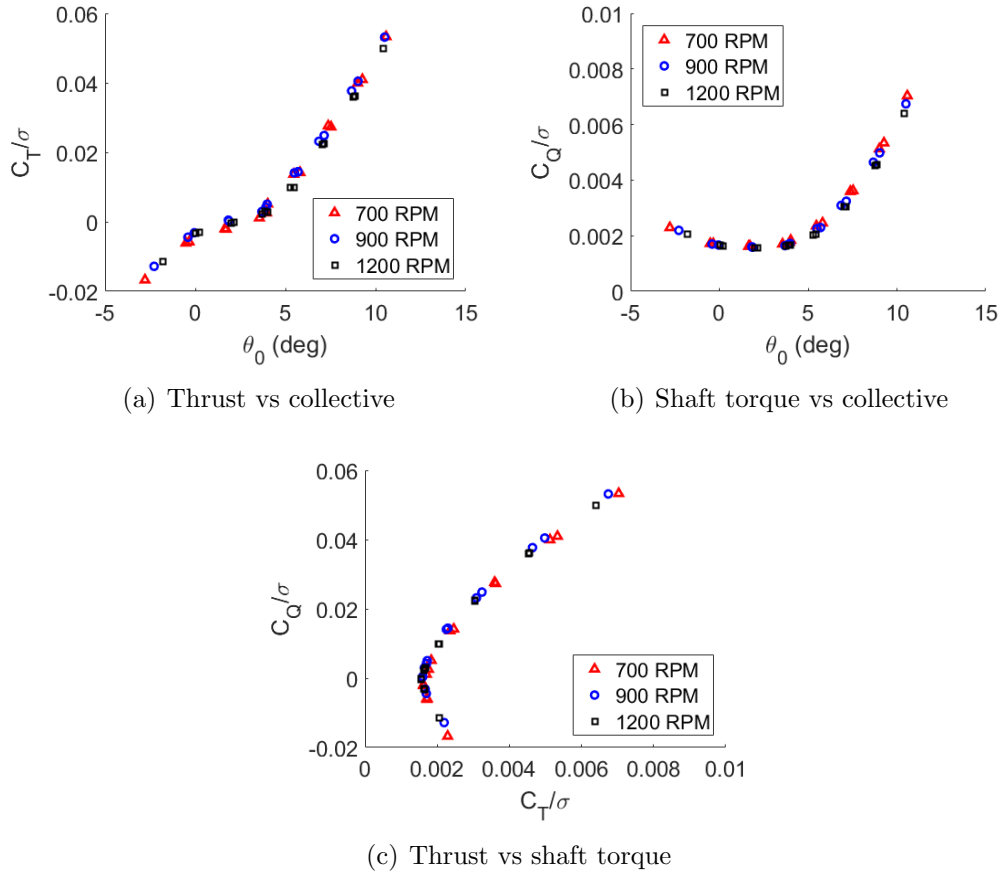 0.06
0.04
0.02
0
-0.02
C_T/σ
-5
0
5
10
15
θ_0 (deg)
700 RPM
900 RPM
1200 RPM
(a) Thrust vs collective
0.01
0.008
0.006
0.004
0.002
0
C_Q/σ
-5
0
5
10
15
θ_0 (deg)
700 RPM
900 RPM
1200 RPM
(b) Shaft torque vs collective
0.06
0.04
0.02
0
-0.02
C_Q/σ
0
0.002
0.004
0.006
0.008
0.01
C_T/σ
700 RPM
900 RPM
1200 RPM
(c) Thrust vs shaft torque